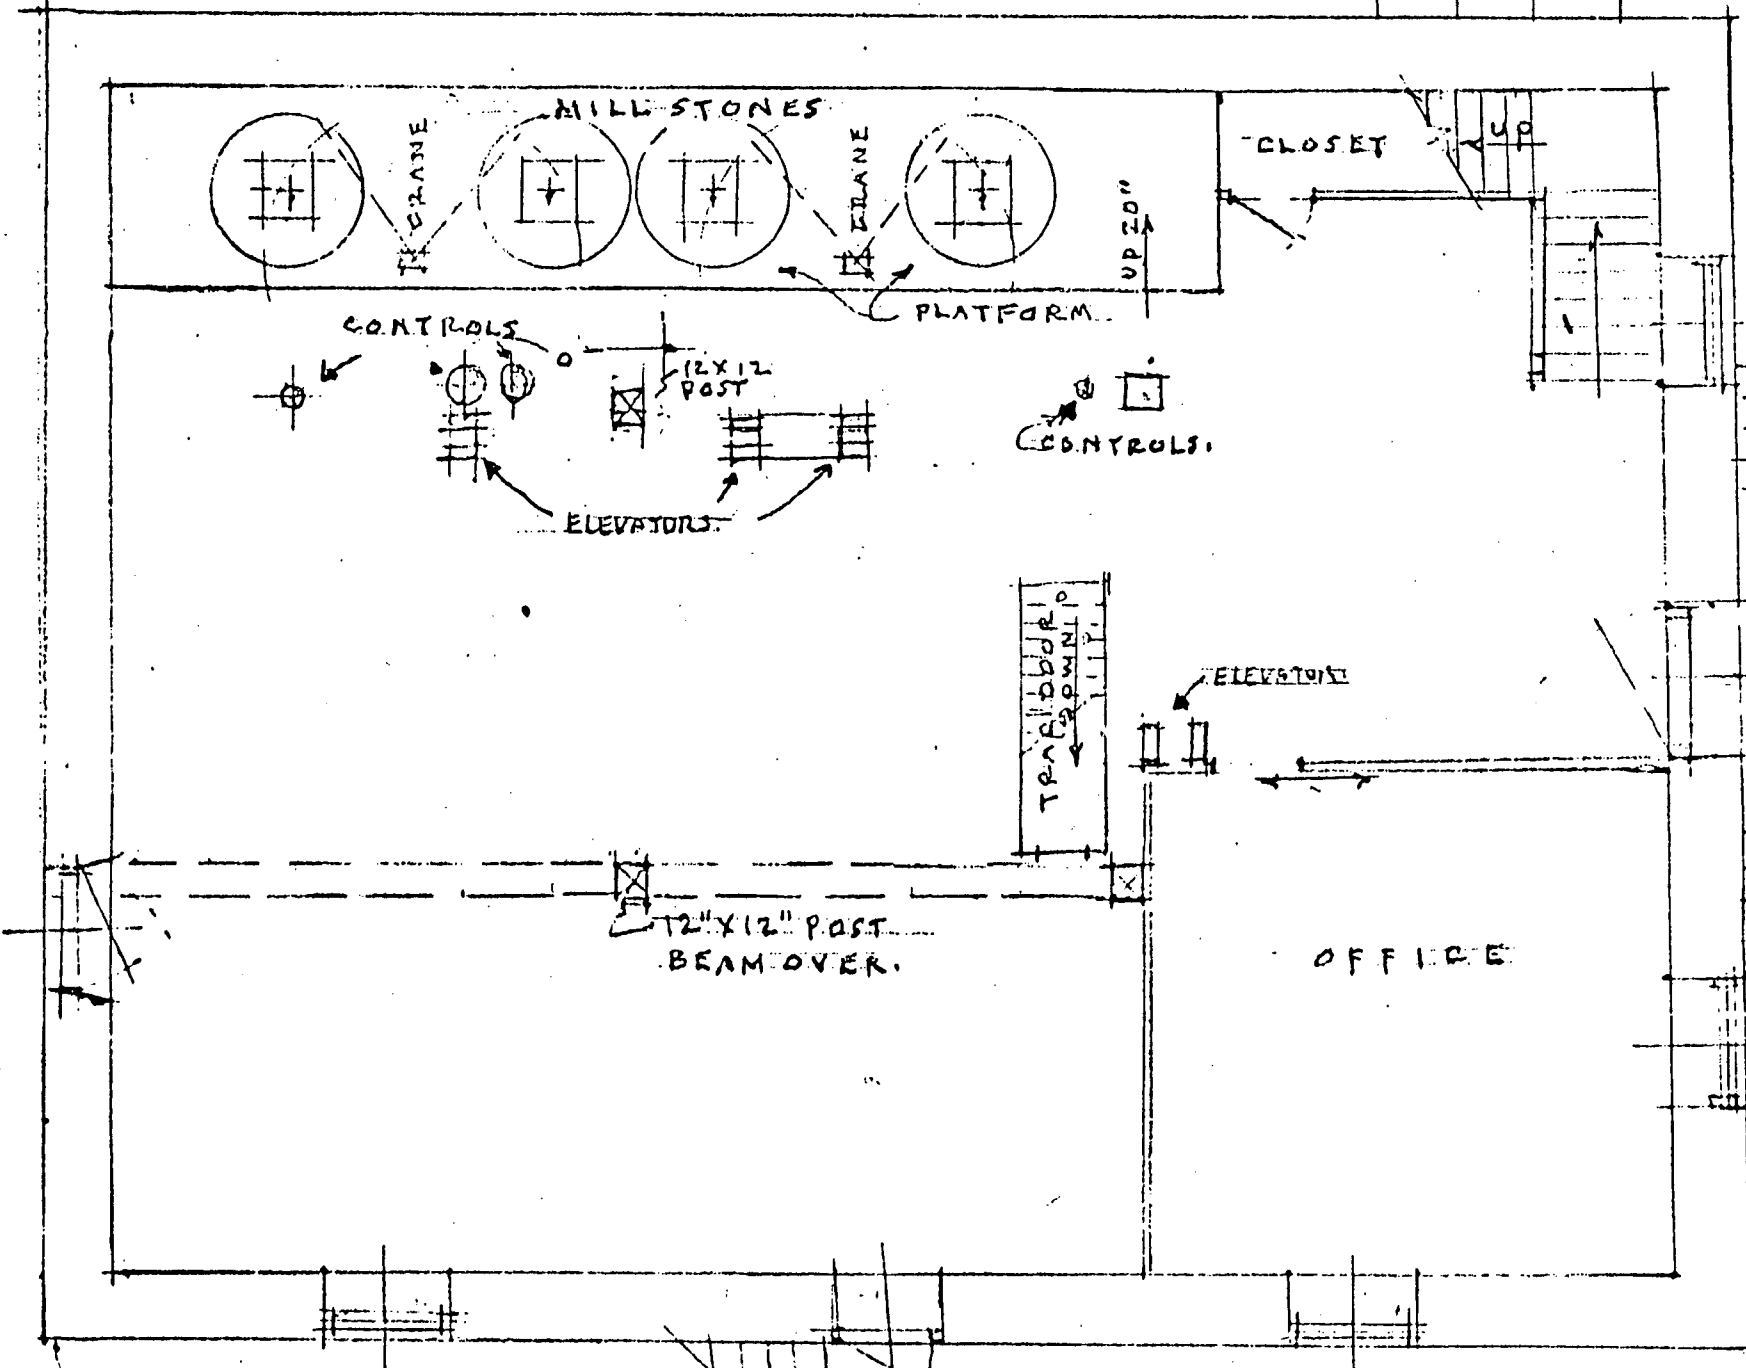 MILL STONES
CRANE
CRANE
CLOSET
UP
UP 20"
PLATFORM
CONTROLS
12X12
POST
CONTROLS.
ELEVATORS
TRAP DOOR
DOWN
ELEVATOR
12"X12" POST
BEAM OVER.
OFFICE